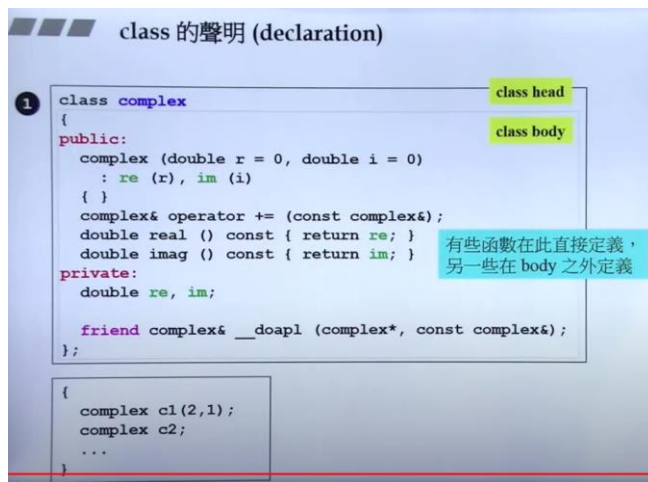 class 的聲明 (declaration)
1
class head
class complex
{
class body
public:
complex (double r = 0, double i = 0)
: re (r), im (i)
{ }
complex& operator += (const complex&);
double real () const { return re; }
double imag () const { return im; }
有些函數在此直接定義，
另一些在 body 之外定義
private:
double re, im;
friend complex& __doapl (complex*, const complex&);
};
{
complex c1(2,1);
complex c2;
...
}